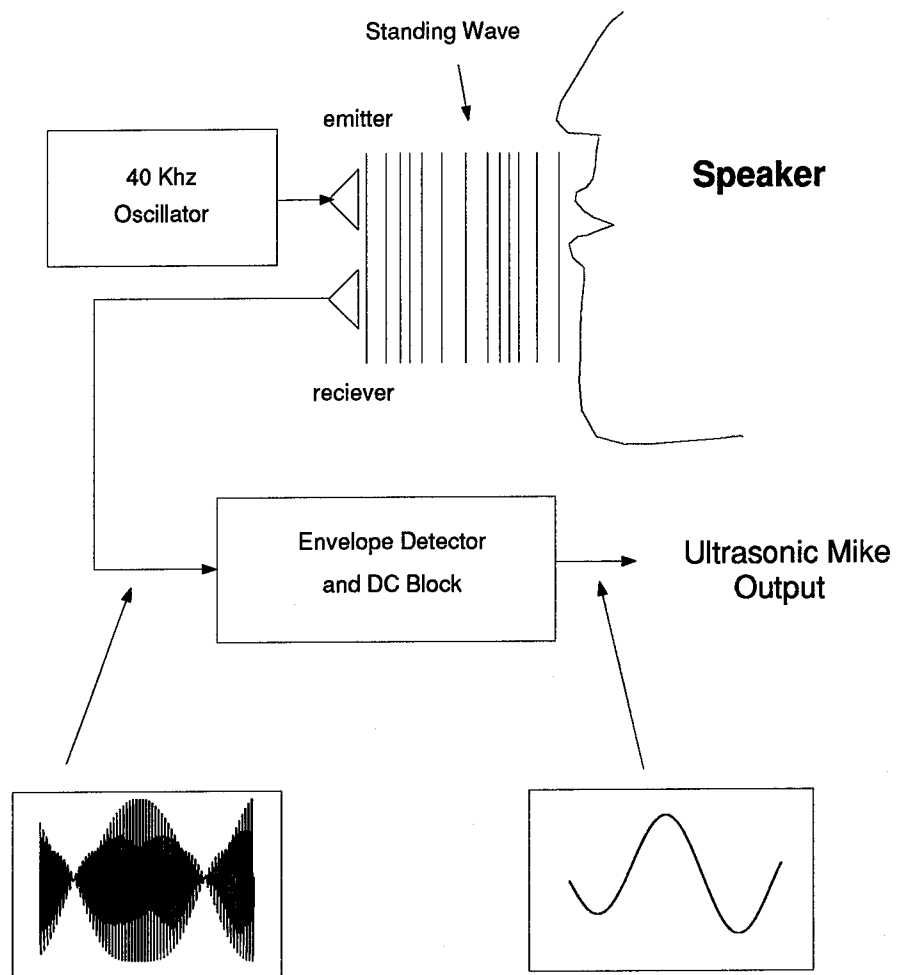 Standing Wave
emitter
40 Khz
Oscillator
Speaker
reciever
Envelope Detector
and DC Block
Ultrasonic Mike
Output